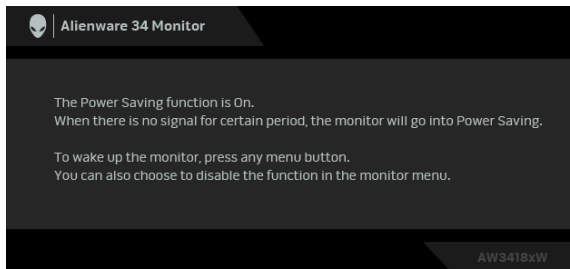 Alienware 34 Monitor
The Power Saving function is On.
When there is no signal for certain period, the monitor will go into Power Saving.
To wake up the monitor, press any menu button.
You can also choose to disable the function in the monitor menu.
AW3418xW